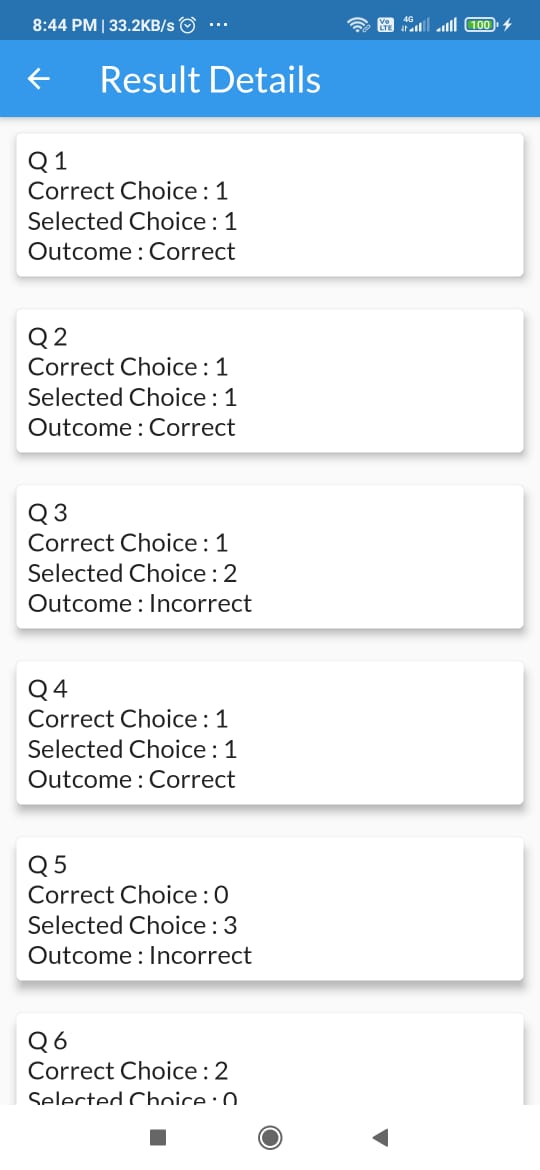 8:44 PM | 33.2KB/s ...
Vo LTE 4G 100
Result Details
Q 1
Correct Choice : 1
Selected Choice : 1
Outcome : Correct
Q 2
Correct Choice : 1
Selected Choice : 1
Outcome : Correct
Q 3
Correct Choice : 1
Selected Choice : 2
Outcome : Incorrect
Q 4
Correct Choice : 1
Selected Choice : 1
Outcome : Correct
Q 5
Correct Choice : 0
Selected Choice : 3
Outcome : Incorrect
Q 6
Correct Choice : 2
Selected Choice : 0